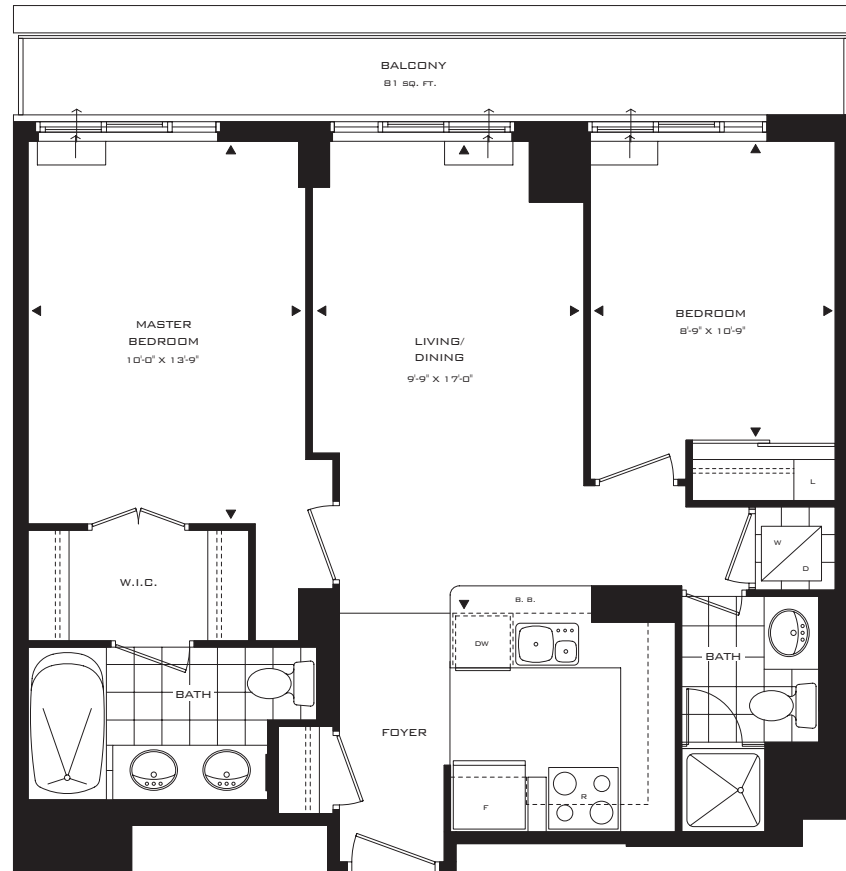 BALCONY
81 SQ. FT.
MASTER
BEDROOM
10'-0" X 13'-9"
LIVING/
DINING
9'-9" X 17'-0"
BEDROOM
8'-9" X 10'-9"
L
W
D
W.I.C.
B. B.
DW
BATH
BATH
FOYER
F
R